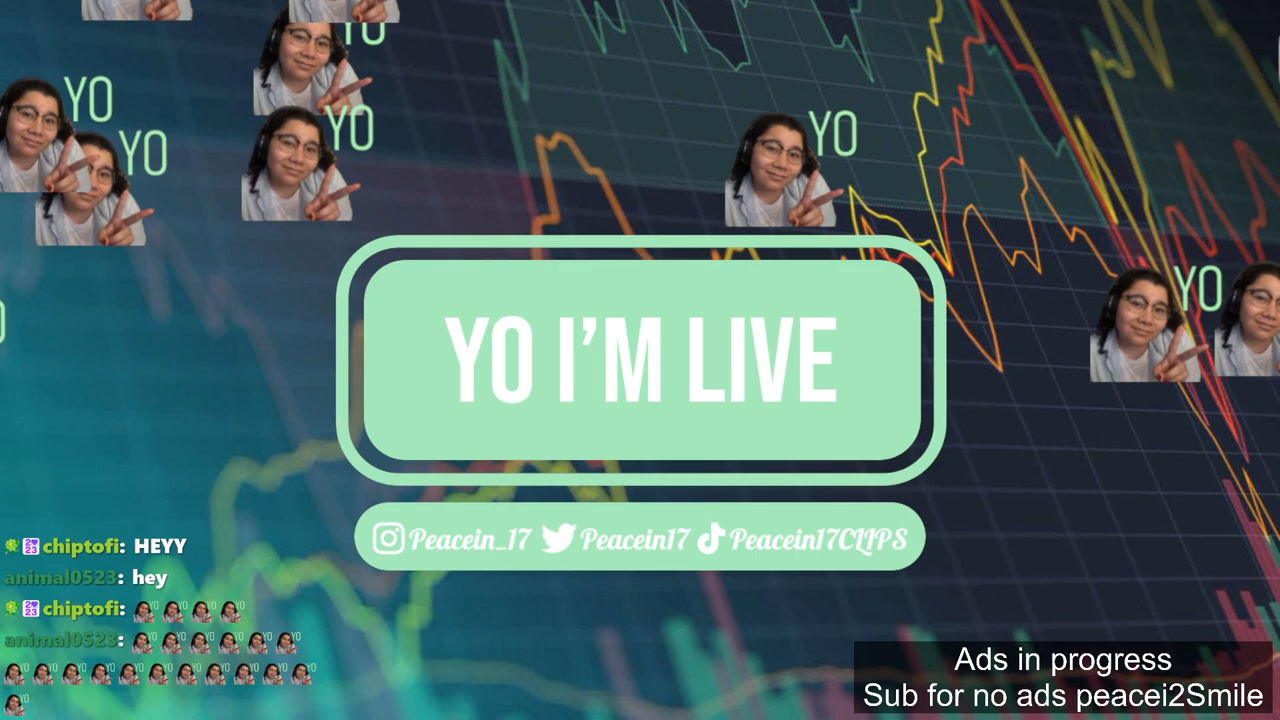 YO
YO
YO
YO
YO
YO
YO I'M LIVE
Peacein_17 Peacein17 Peacein17CLIPS
chiptofi: HEYY
animal0523: hey
chiptofi:
animal0523:
Ads in progress
Sub for no ads peacei2Smile